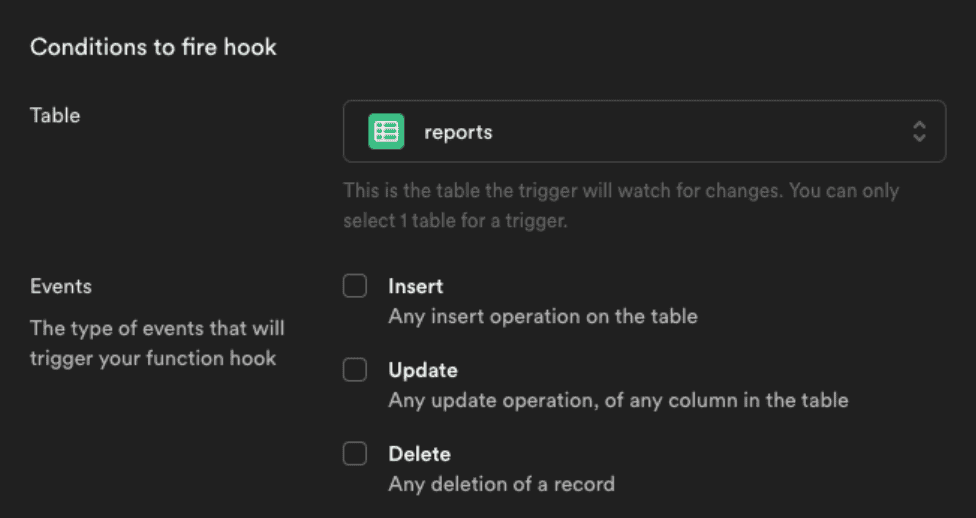 Conditions to fire hook
Table
reports
This is the table the trigger will watch for changes. You can only
select 1 table for a trigger.
Events
The type of events that will
trigger your function hook
Insert
Any insert operation on the table
Update
Any update operation, of any column in the table
Delete
Any deletion of a record